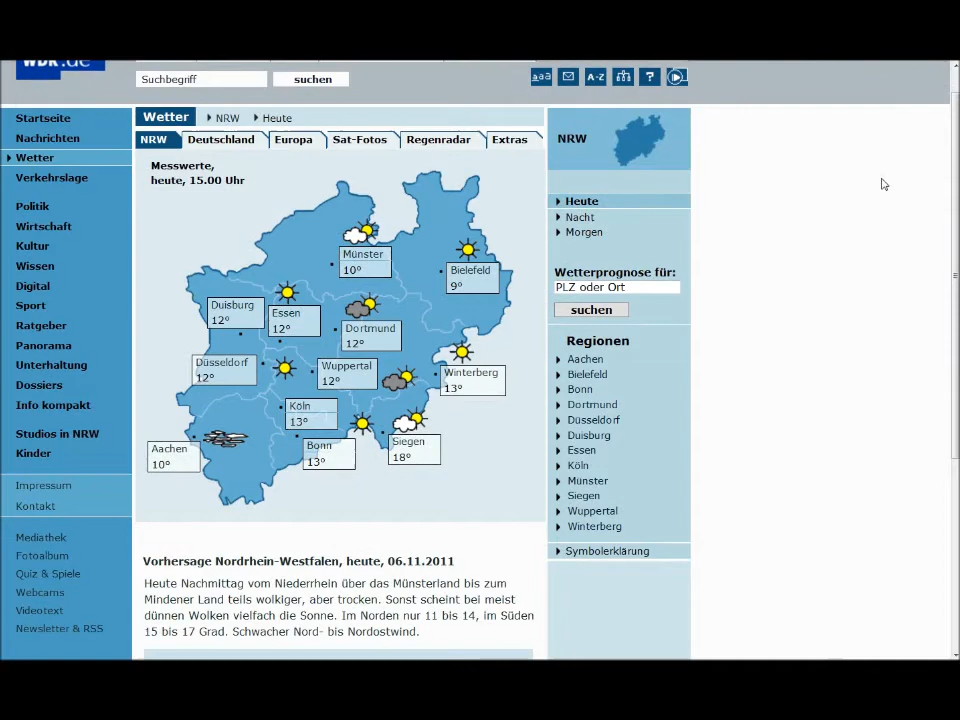 WDR.de
Suchbegriff
suchen
aaa
A-Z
?
Startseite
Nachrichten
Wetter
Verkehrslage
Politik
Wirtschaft
Kultur
Wissen
Digital
Sport
Ratgeber
Panorama
Unterhaltung
Dossiers
Info kompakt
Studios in NRW
Kinder
Impressum
Kontakt
Mediathek
Fotoalbum
Quiz & Spiele
Webcams
Videotext
Newsletter & RSS
Wetter
NRW
Heute
NRW
Deutschland
Europa
Sat-Fotos
Regenradar
Extras
Messwerte,
heute, 15.00 Uhr
Münster
10°
Bielefeld
9°
Duisburg
12°
Essen
12°
Dortmund
12°
Düsseldorf
12°
Wuppertal
12°
Winterberg
13°
Köln
13°
Siegen
18°
Bonn
13°
Aachen
10°
Vorhersage Nordrhein-Westfalen, heute, 06.11.2011
Heute Nachmittag vom Niederrhein über das Münsterland bis zum
Mindener Land teils wolkiger, aber trocken. Sonst scheint bei meist
dünnen Wolken vielfach die Sonne. Im Norden nur 11 bis 14, im Süden
15 bis 17 Grad. Schwacher Nord- bis Nordostwind.
NRW
Heute
Nacht
Morgen
Wetterprognose für:
PLZ oder Ort
suchen
Regionen
Aachen
Bielefeld
Bonn
Dortmund
Düsseldorf
Duisburg
Essen
Köln
Münster
Siegen
Wuppertal
Winterberg
Symbolerklärung